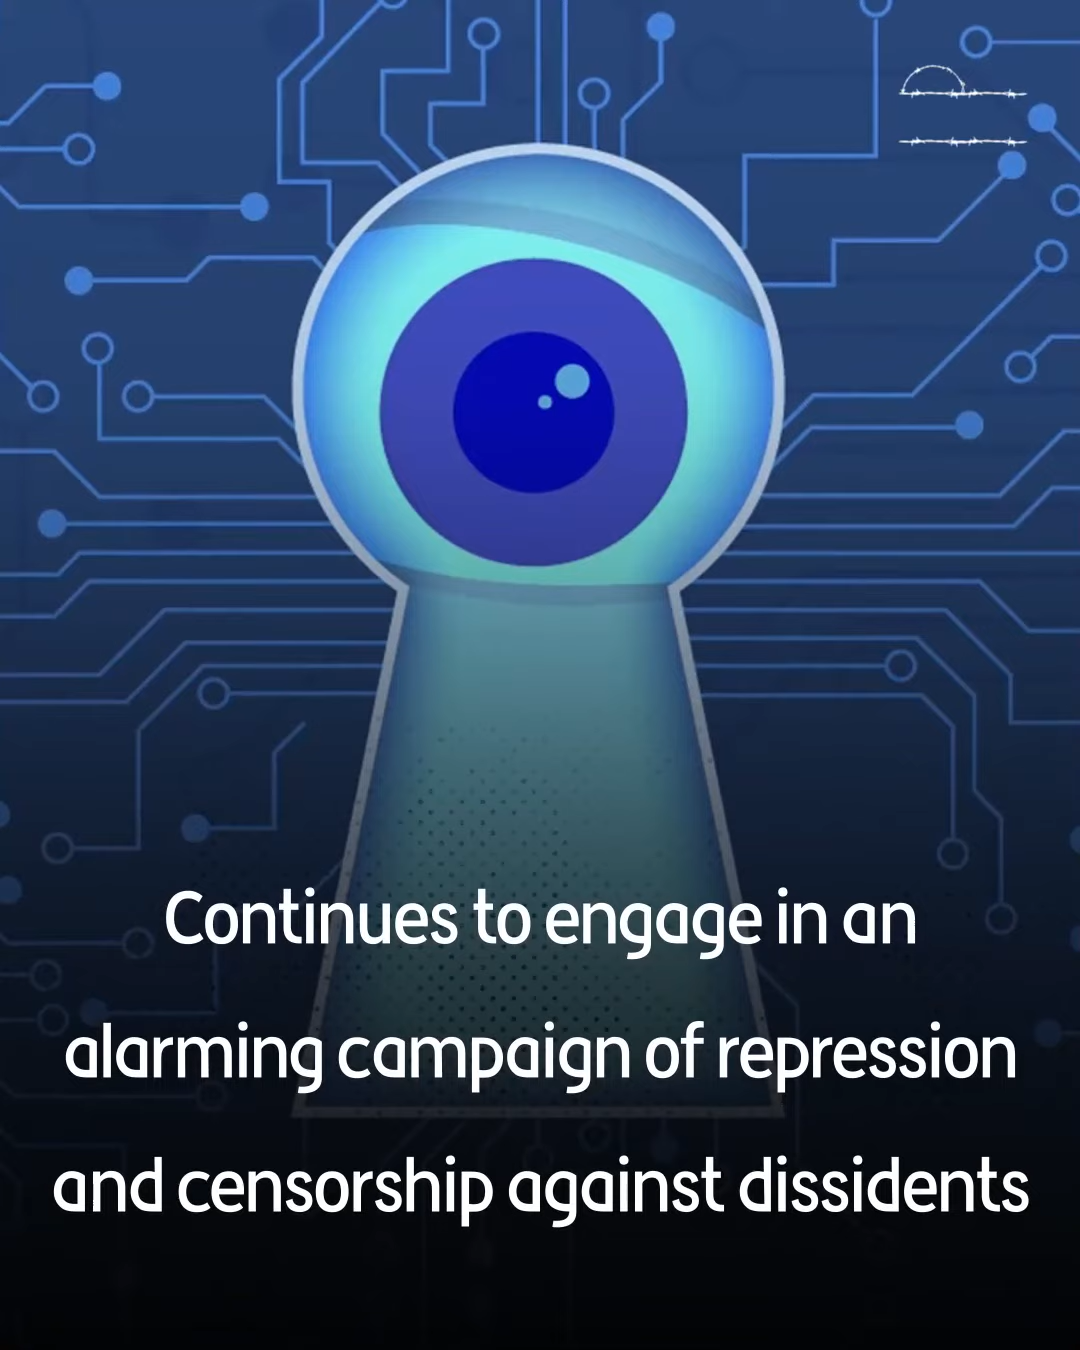 Continues to engage in an
alarming campaign of repression
and censorship against dissidents